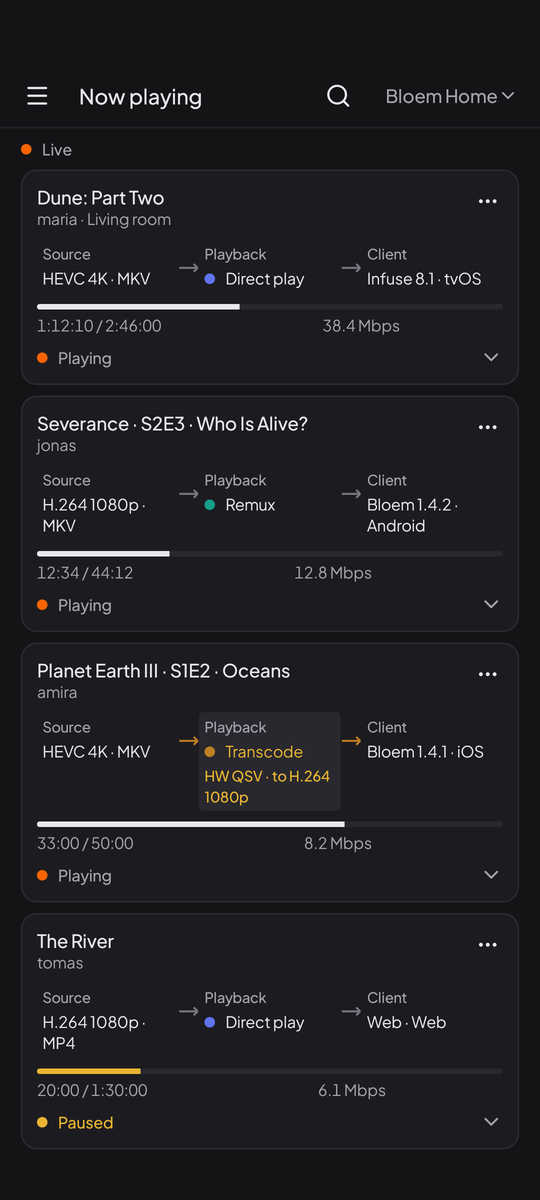 Now playing
Bloem Home
Live
Dune: Part Two
maria · Living room
Source
Playback
Client
HEVC 4K · MKV
Direct play
Infuse 8.1 · tvOS
1:12:10 / 2:46:00
38.4 Mbps
Playing
Severance · S2E3 · Who Is Alive?
jonas
Source
Playback
Client
H.264 1080p ·
MKV
Remux
Bloem 1.4.2 ·
Android
12:34 / 44:12
12.8 Mbps
Playing
Planet Earth III · S1E2 · Oceans
amira
Source
Playback
Client
HEVC 4K · MKV
Transcode
HW QSV · to H.264
1080p
Bloem 1.4.1 · iOS
33:00 / 50:00
8.2 Mbps
Playing
The River
tomas
Source
Playback
Client
H.264 1080p ·
MP4
Direct play
Web · Web
20:00 / 1:30:00
6.1 Mbps
Paused